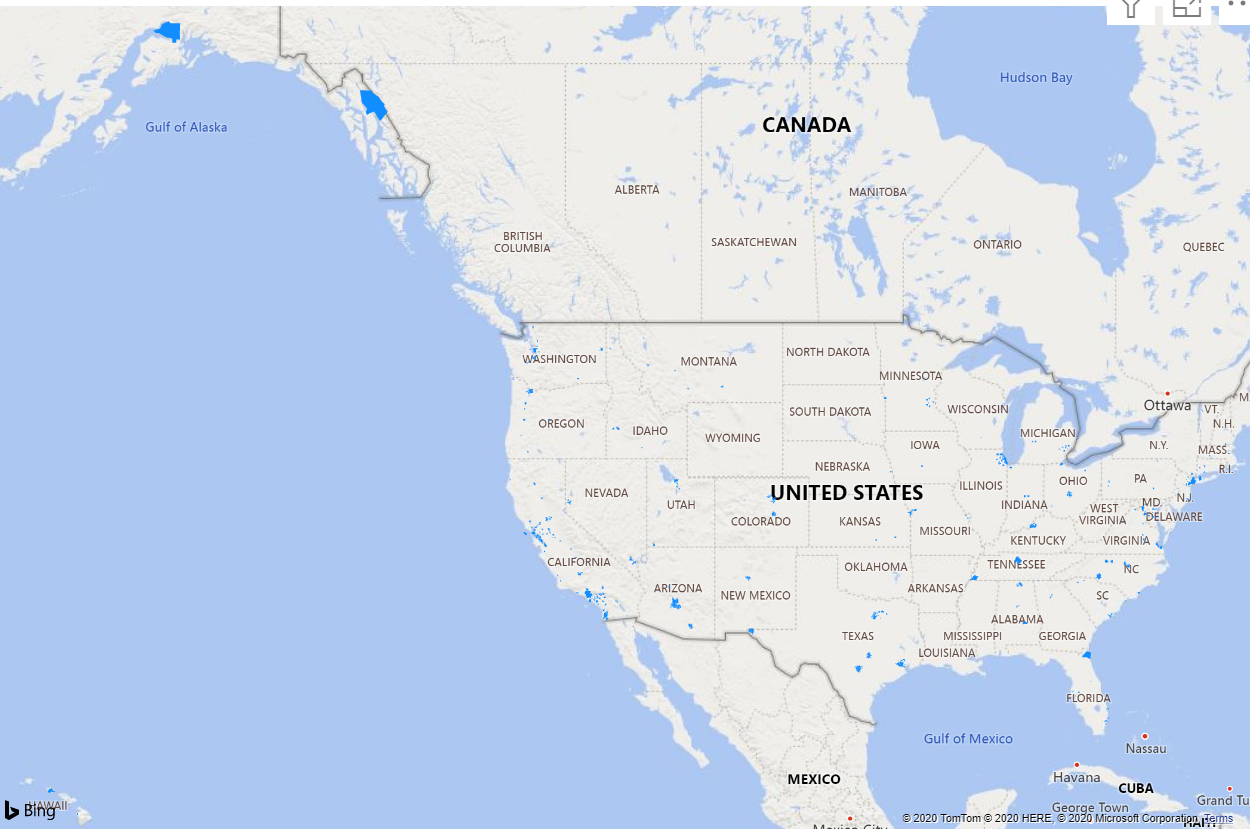 Hudson Bay
CANADA
Gulf of Alaska
ALBERTA
MANITOBA
BRITISH
COLUMBIA
SASKATCHEWAN
ONTARIO
QUEBEC
WASHINGTON
MONTANA
NORTH DAKOTA
MINNESOTA
Ottawa
VT.
M
N.H.
OREGON
IDAHO
WYOMING
SOUTH DAKOTA
WISCONSIN
MICHIGAN
N.Y.
MASS.
R.I.
IOWA
NEBRASKA
NEVADA
UTAH
UNITED STATES
ILLINOIS
INDIANA
OHIO
PA
N.J.
MD
DELAWARE
WEST
VIRGINIA
COLORADO
KANSAS
MISSOURI
KENTUCKY
VIRGINIA
CALIFORNIA
ARIZONA
NEW MEXICO
OKLAHOMA
ARKANSAS
TENNESSEE
NC
SC
TEXAS
LOUISIANA
MISSISSIPPI
ALABAMA
GEORGIA
FLORIDA
Gulf of Mexico
Nassau
MEXICO
Havana
CUBA
George Town
Grand Tu
HAWAII
Bing
Mexico City
© 2020 TomTom © 2020 HERE, © 2020 Microsoft Corporation Terms
HAITI